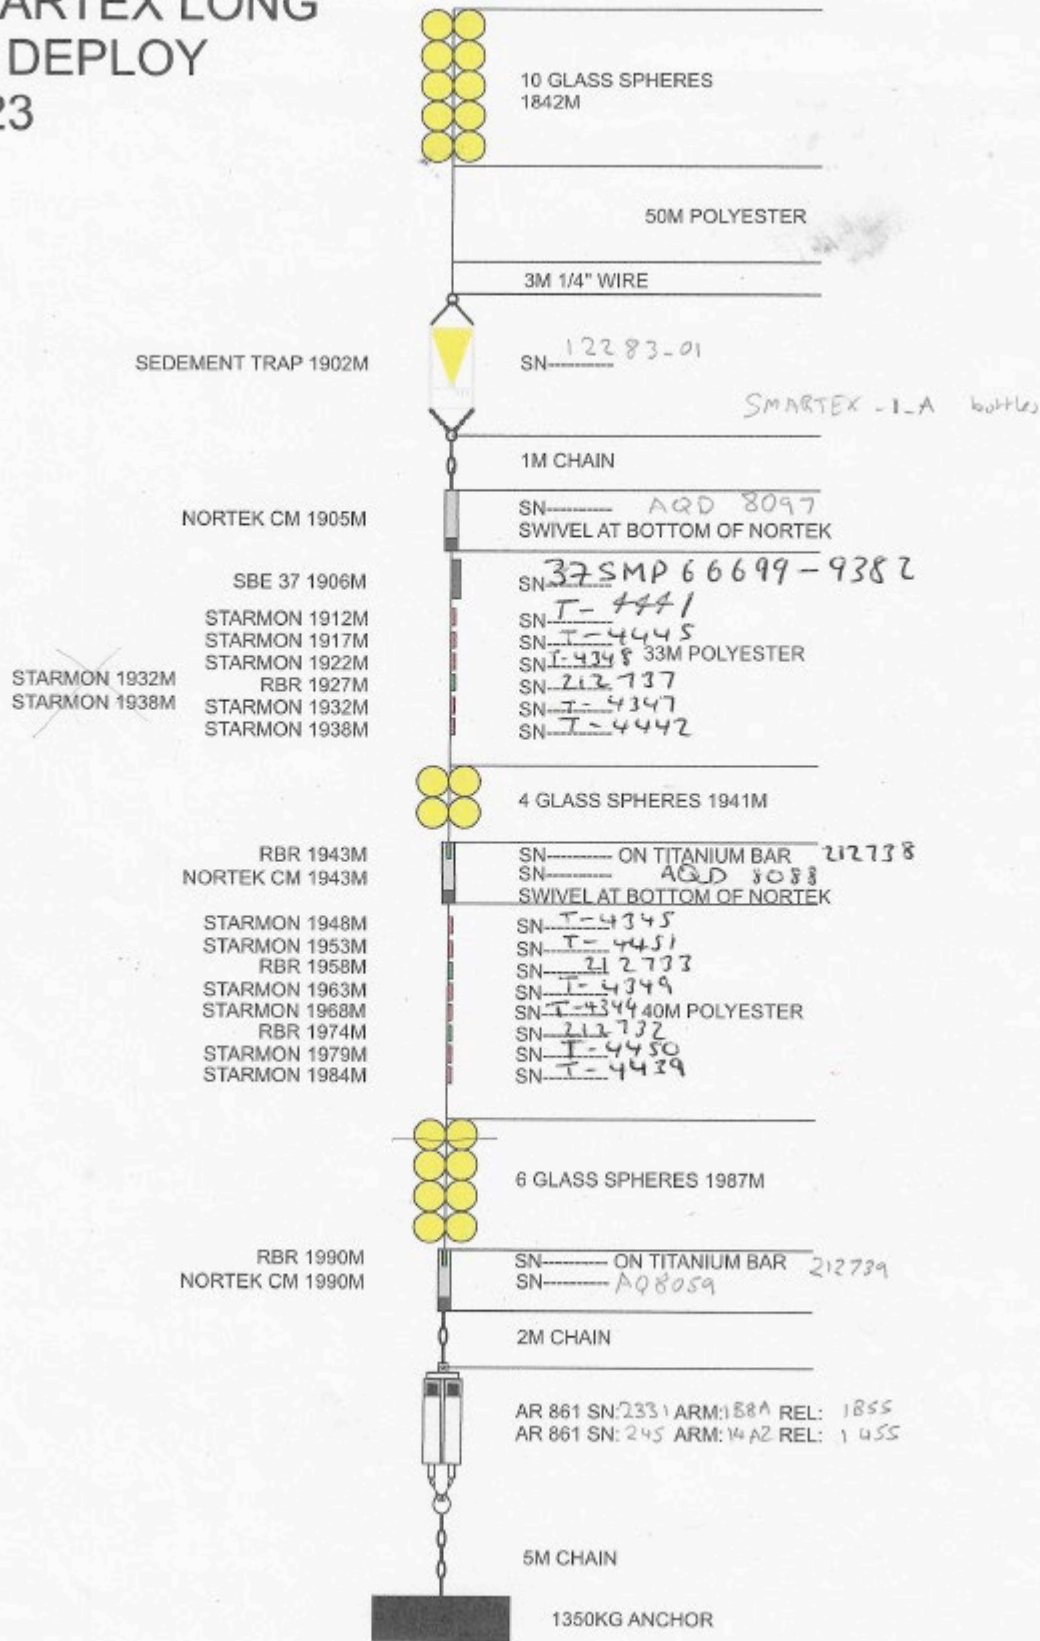 ARTEX LONG
DEPLOY
23
10 GLASS SPHERES
1842M
50M POLYESTER
3M 1/4" WIRE
SEDEMENT TRAP 1902M SN---------- 12283-01
SMARTEX -1-A bottles
1M CHAIN
NORTEK CM 1905M SN---------- AQD 8097
SWIVEL AT BOTTOM OF NORTEK
SBE 37 1906M SN 37SMP66699-9382
STARMON 1912M SN T-4441
STARMON 1917M SN T-4445
STARMON 1922M SN T-4348 33M POLYESTER
STARMON 1932M RBR 1927M SN 212737
STARMON 1938M STARMON 1932M SN T-4347
STARMON 1938M SN T-4442
4 GLASS SPHERES 1941M
RBR 1943M SN---------- ON TITANIUM BAR 212738
NORTEK CM 1943M SN---------- AQD 8088
SWIVEL AT BOTTOM OF NORTEK
STARMON 1948M SN T-4345
STARMON 1953M SN T-4451
RBR 1958M SN 212733
STARMON 1963M SN T-4349
STARMON 1968M SN T-4344 40M POLYESTER
RBR 1974M SN 212732
STARMON 1979M SN T-4450
STARMON 1984M SN T-4439
6 GLASS SPHERES 1987M
RBR 1990M SN---------- ON TITANIUM BAR 212739
NORTEK CM 1990M SN---------- AQ8059
2M CHAIN
AR 861 SN: 2331 ARM: 188A REL: 1855
AR 861 SN: 245 ARM: 14A2 REL: 1455
5M CHAIN
1350KG ANCHOR